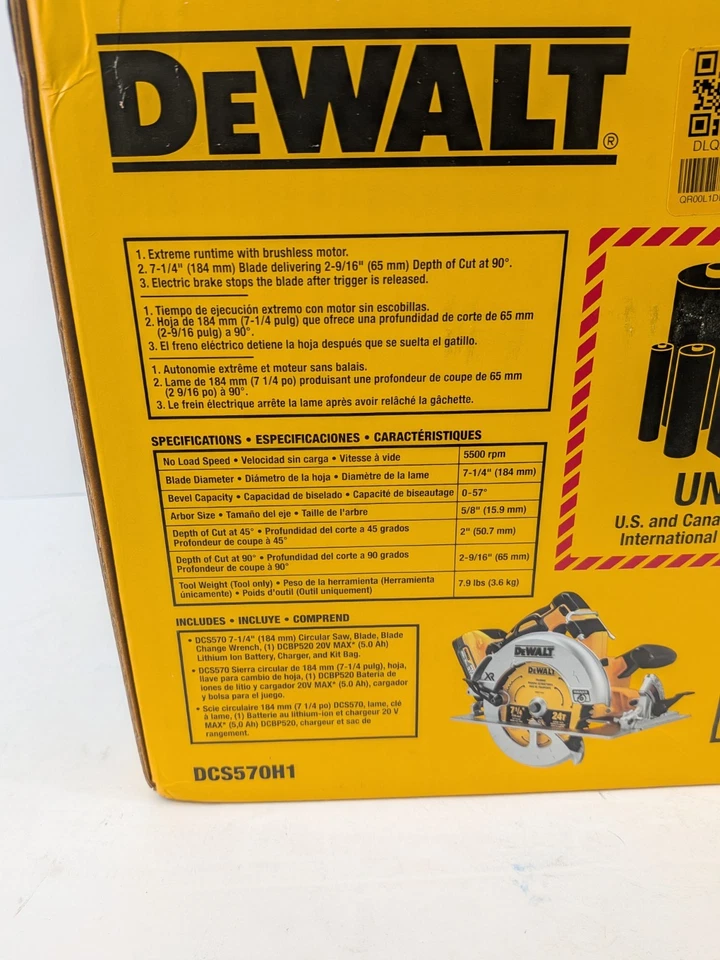 DEWALT®
DLQ
QR00L1D
1. Extreme runtime with brushless motor.
2. 7-1/4" (184 mm) Blade delivering 2-9/16" (65 mm) Depth of Cut at 90°.
3. Electric brake stops the blade after trigger is released.
1. Tiempo de ejecución extremo con motor sin escobillas.
2. Hoja de 184 mm (7-1/4 pulg) que ofrece una profundidad de corte de 65 mm
(2-9/16 pulg) a 90°.
3. El freno eléctrico detiene la hoja después que se suelta el gatillo.
1. Autonomie extrême et moteur sans balais.
2. Lame de 184 mm (7 1/4 po) produisant une profondeur de coupe de 65 mm
(2 9/16 po) à 90°.
3. Le frein électrique arrête la lame après avoir relâché la gâchette.
SPECIFICATIONS • ESPECIFICACIONES • CARACTÉRISTIQUES
No Load Speed • Velocidad sin carga • Vitesse à vide 5500 rpm
Blade Diameter • Diámetro de la hoja • Diamètre de la lame 7-1/4" (184 mm)
Bevel Capacity • Capacidad de biselado • Capacité de biseautage 0-57°
Arbor Size • Tamaño del eje • Taille de l'arbre 5/8" (15.9 mm)
Depth of Cut at 45° • Profundidad del corte a 45 grados
Profondeur de coupe à 45° 2" (50.7 mm)
Depth of Cut at 90° • Profundidad del corte a 90 grados
Profondeur de coupe à 90° 2-9/16" (65 mm)
Tool Weight (Tool only) • Peso de la herramienta (Herramienta
únicamente) • Poids d'outil (Outil uniquement) 7.9 lbs (3.6 kg)
INCLUDES • INCLUYE • COMPREND
• DCS570 7-1/4" (184 mm) Circular Saw, Blade, Blade
Change Wrench, (1) DCBP520 20V MAX* (5.0 Ah)
Lithium Ion Battery, Charger, and Kit Bag.
• DCS570 Sierra circular de 184 mm (7-1/4 pulg), hoja,
llave para cambio de hoja, (1) DCBP520 Batería de
iones de litio y cargador 20V MAX* (5.0 Ah), cargador
y bolsa para el juego.
• Scie circulaire 184 mm (7 1/4 po) DCS570, lame, clé
à lame, (1) Batterie au lithium-ion et chargeur 20 V
MAX* (5,0 Ah) DCBP520, chargeur et sac de
rangement.
DCS570H1
UN
U.S. and Cana
International
DEWALT
XR
DEWALT
7 1/4
24T